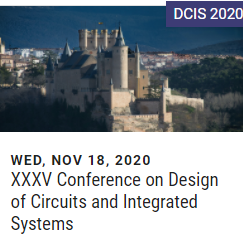 DCIS 2020
WED, NOV 18, 2020
XXXV Conference on Design
of Circuits and Integrated
Systems